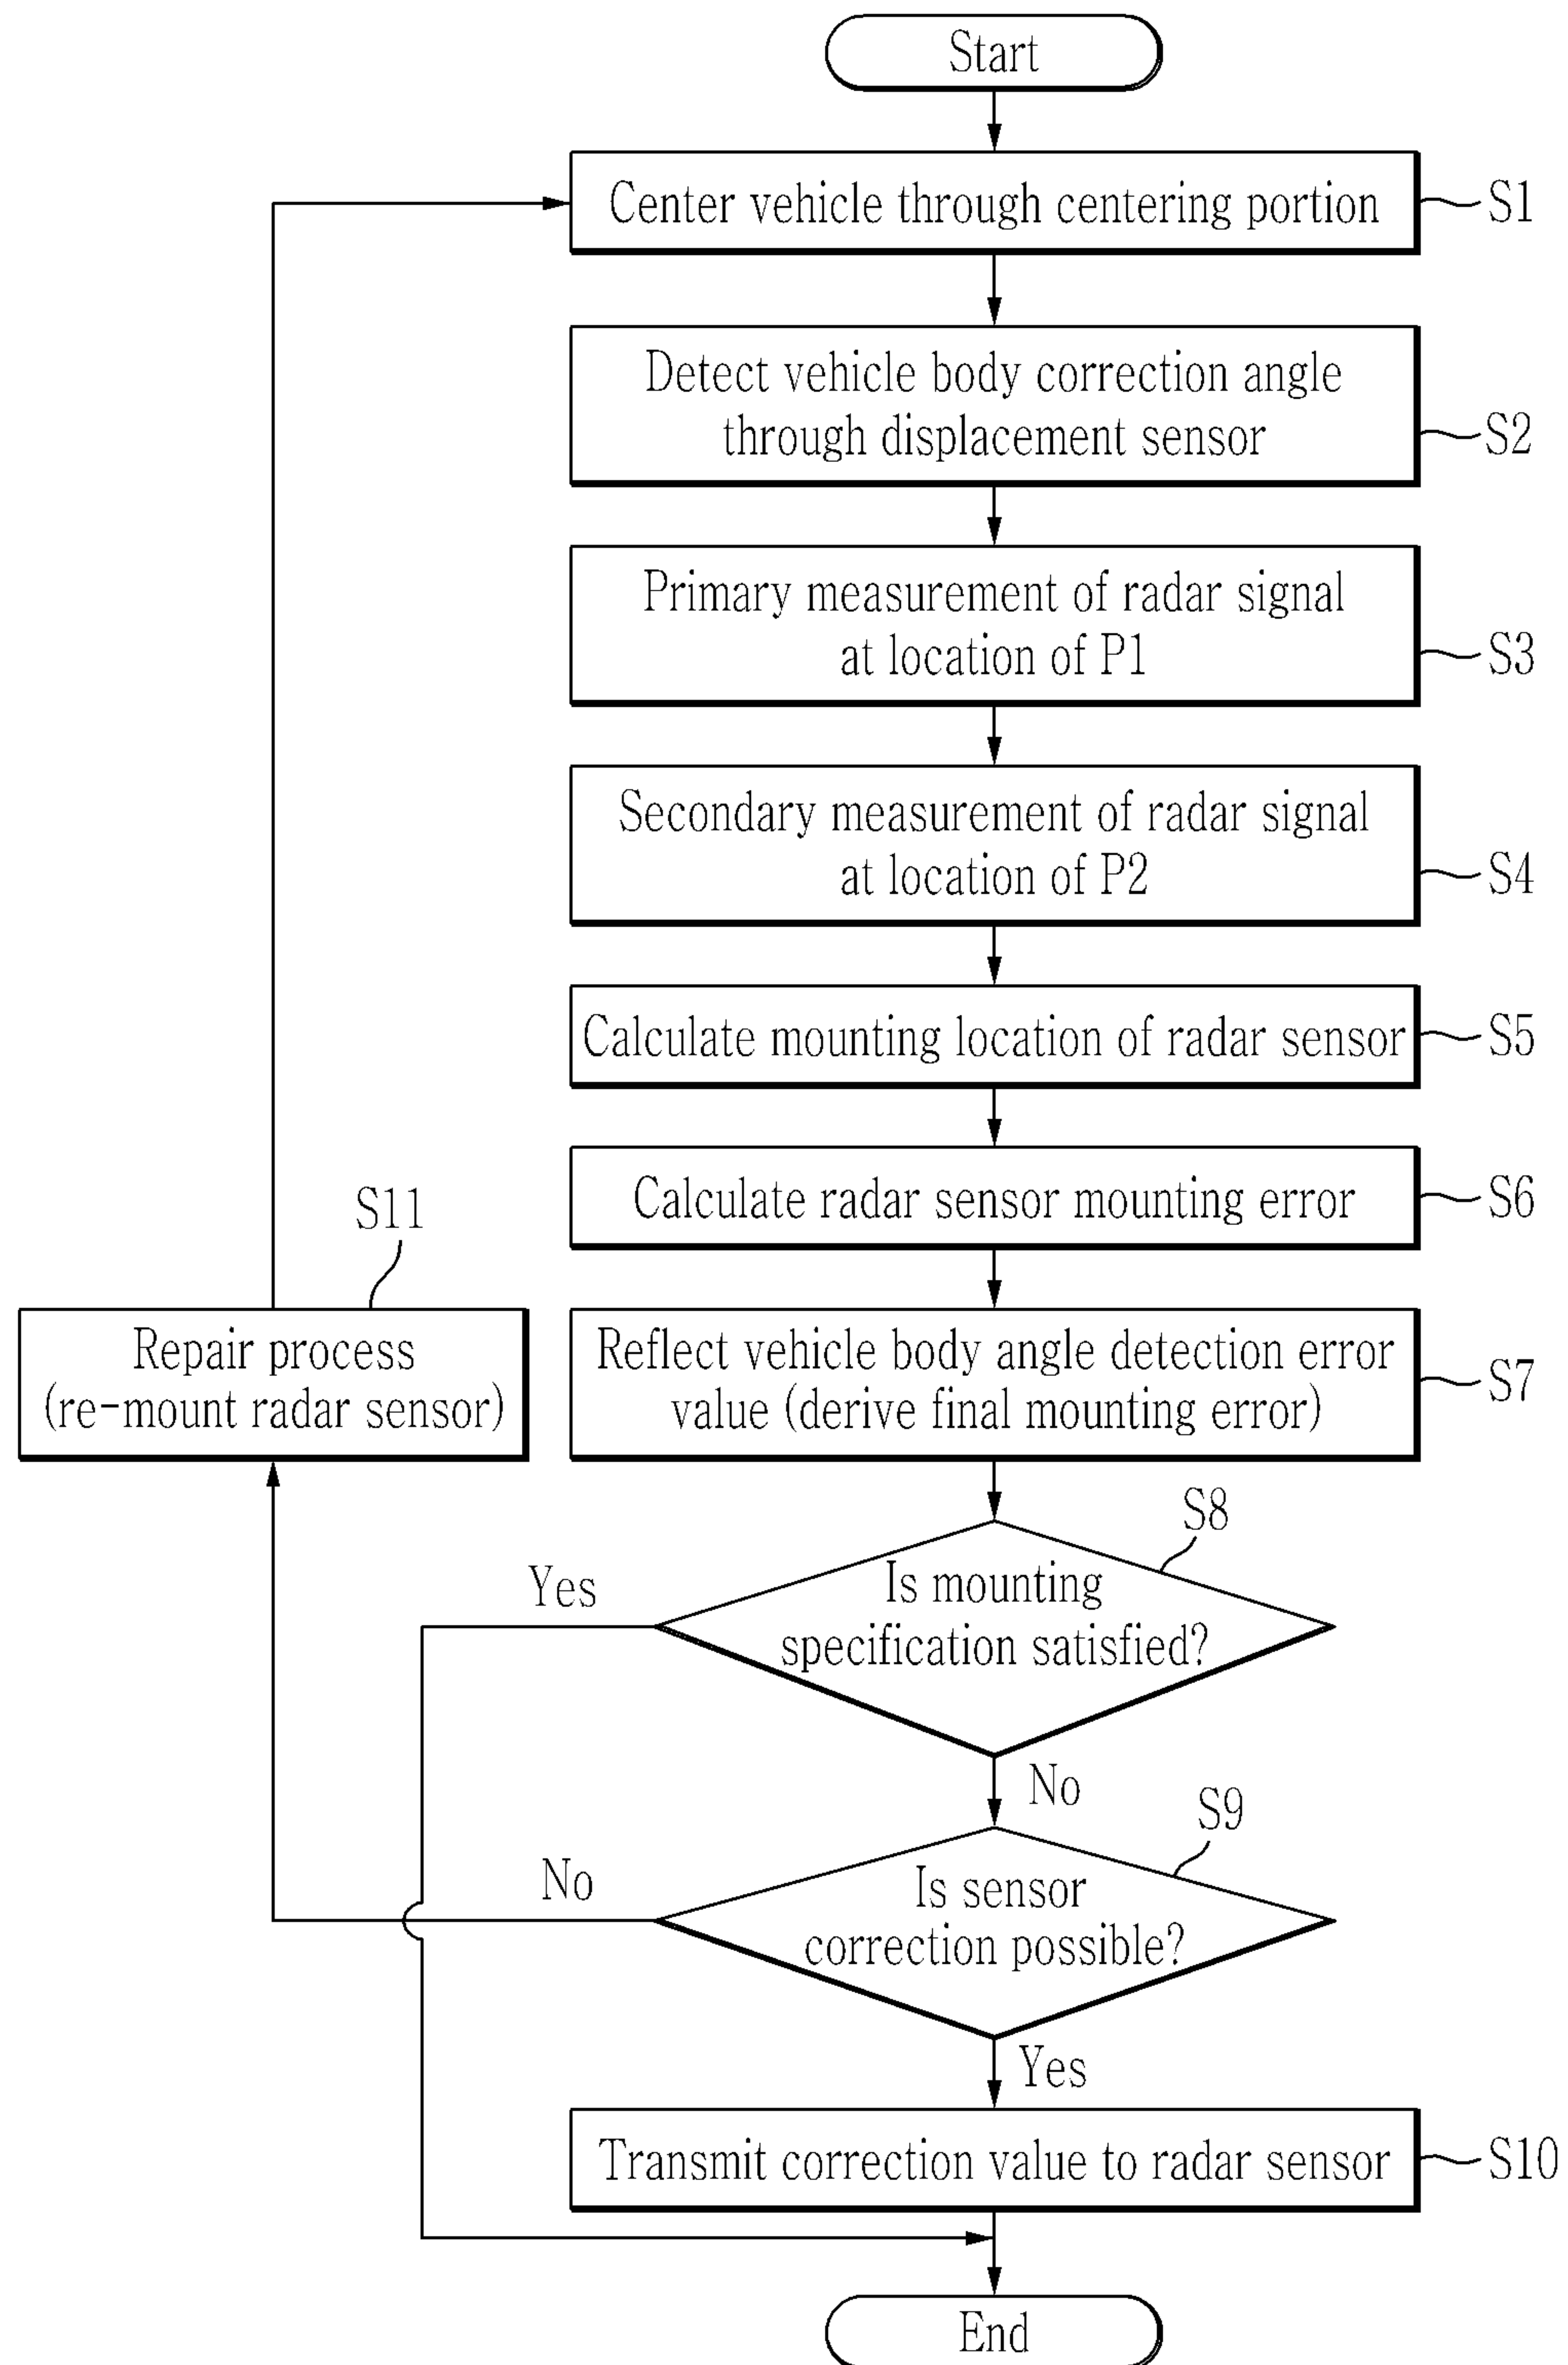 Start
Center vehicle through centering portion
S1
Detect vehicle body correction angle
through displacement sensor
S2
Primary measurement of radar signal
at location of P1
S3
Secondary measurement of radar signal
at location of P2
S4
Calculate mounting location of radar sensor
S5
Calculate radar sensor mounting error
S6
S11
Repair process
(re-mount radar sensor)
Reflect vehicle body angle detection error
value (derive final mounting error)
S7
S8
Yes
Is mounting
specification satisfied?
No
S9
No
Is sensor
correction possible?
Yes
Transmit correction value to radar sensor
S10
End